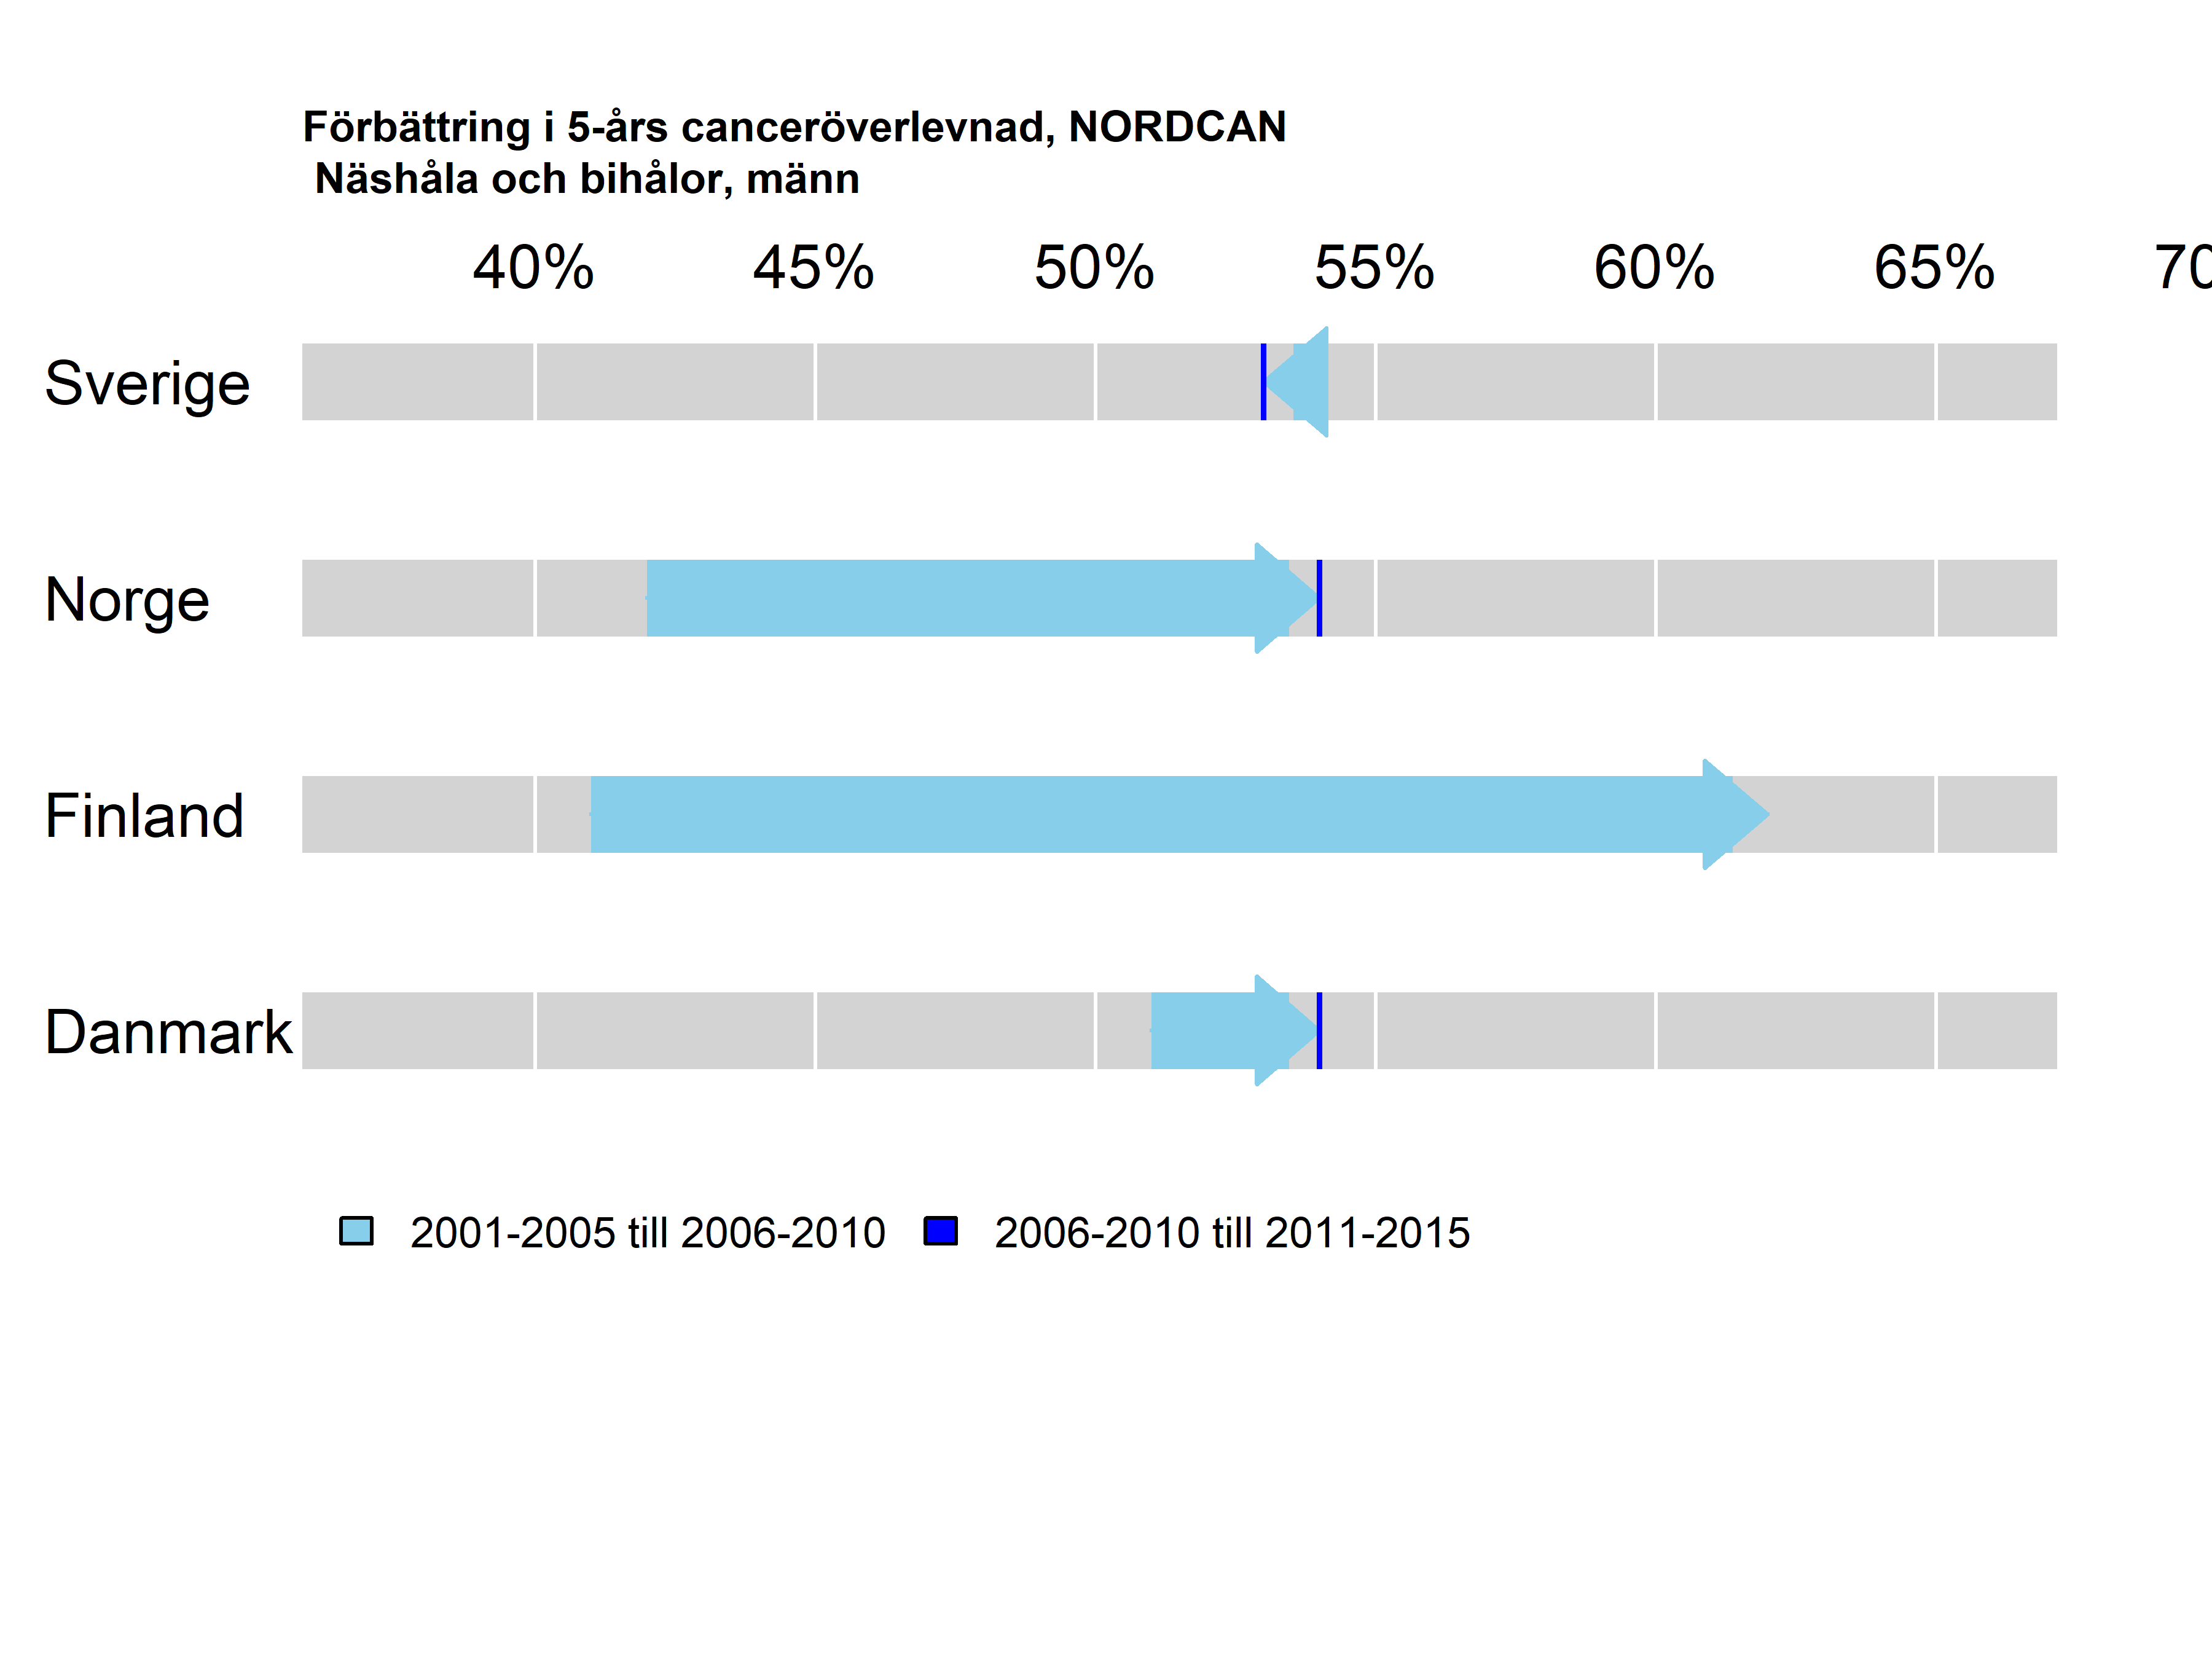 Förbättring i 5-års canceröverlevnad, NORDCAN
Näshåla och bihålor, männ
40% 45% 50% 55% 60% 65% 70
Sverige
Norge
Finland
Danmark
2001-2005 till 2006-2010 2006-2010 till 2011-2015